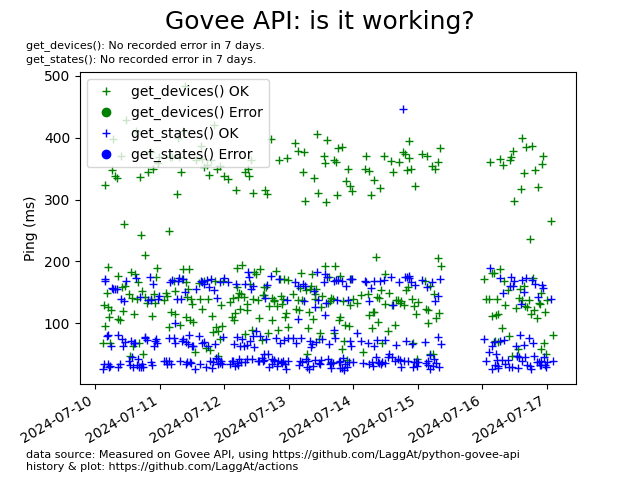 Govee API: is it working?
get_devices(): No recorded error in 7 days.
get_states(): No recorded error in 7 days.
get_devices() OK
get_devices() Error
get_states() OK
get_states() Error
500
400
300
200
100
Ping (ms)
2024-07-10
2024-07-11
2024-07-12
2024-07-13
2024-07-14
2024-07-15
2024-07-16
2024-07-17
data source: Measured on Govee API, using https://github.com/LaggAt/python-govee-api
history & plot: https://github.com/LaggAt/actions